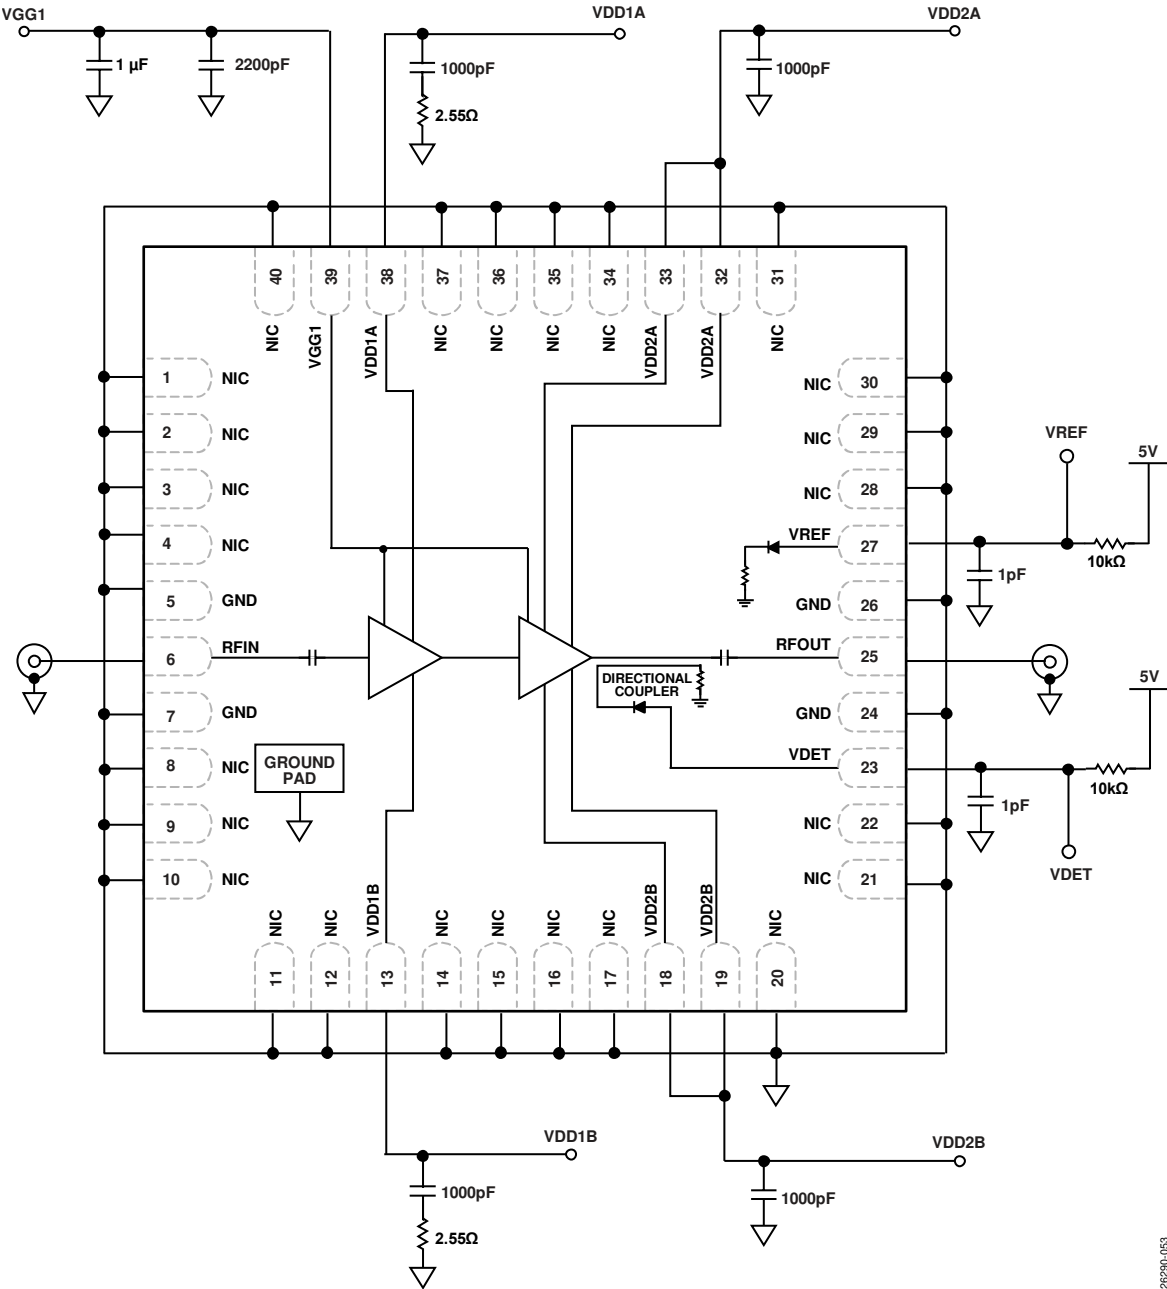 VGG1
VDD1A
VDD2A
1 µF
2200pF
1000pF
1000pF
2.55Ω
40
39
38
37
36
35
34
33
32
31
NIC
VGG1
VDD1A
NIC
NIC
NIC
NIC
VDD2A
VDD2A
NIC
1
NIC
2
NIC
3
NIC
4
NIC
5
GND
6
RFIN
7
GND
8
NIC
9
NIC
10
NIC
GROUND
PAD
DIRECTIONAL
COUPLER
NIC
30
NIC
29
NIC
28
VREF
27
GND
26
RFOUT
25
GND
24
VDET
23
NIC
22
NIC
21
VREF
5V
10kΩ
1pF
5V
10kΩ
1pF
VDET
NIC
NIC
VDD1B
NIC
NIC
NIC
NIC
VDD2B
VDD2B
NIC
11
12
13
14
15
16
17
18
19
20
VDD1B
VDD2B
1000pF
1000pF
2.55Ω
26290-053